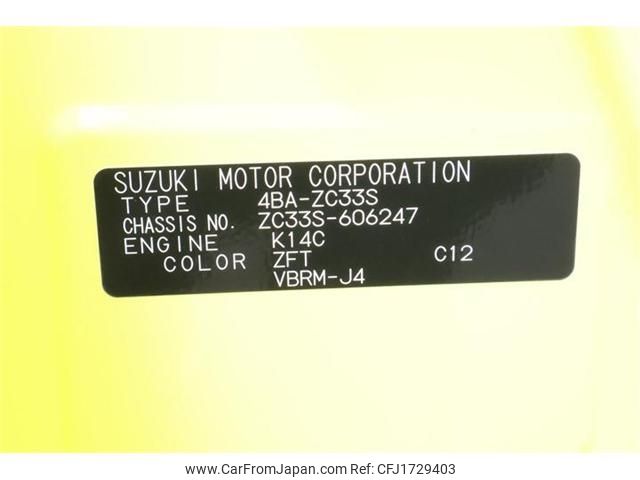 SUZUKI MOTOR CORPORATION
TYPE 4BA-ZC33S
CHASSIS NO. ZC33S-606247
ENGINE K14C
COLOR ZFT C12
VBRM-J4
www.CarFromJapan.com CFJ1729403